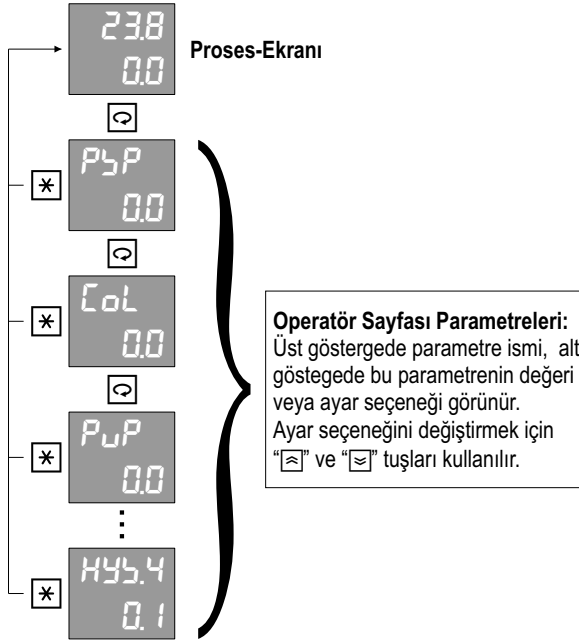 23.8
0.0
Proses-Ekranı
PSP
0.0
CoL
0.0
PuP
0.0
HYS.4
0.1
Operatör Sayfası Parametreleri:
Üst göstergede parametre ismi, alt
göstegede bu parametrenin değeri
veya ayar seçeneği görünür.
Ayar seçeneğini değiştirmek için
“” ve “” tuşları kullanılır.